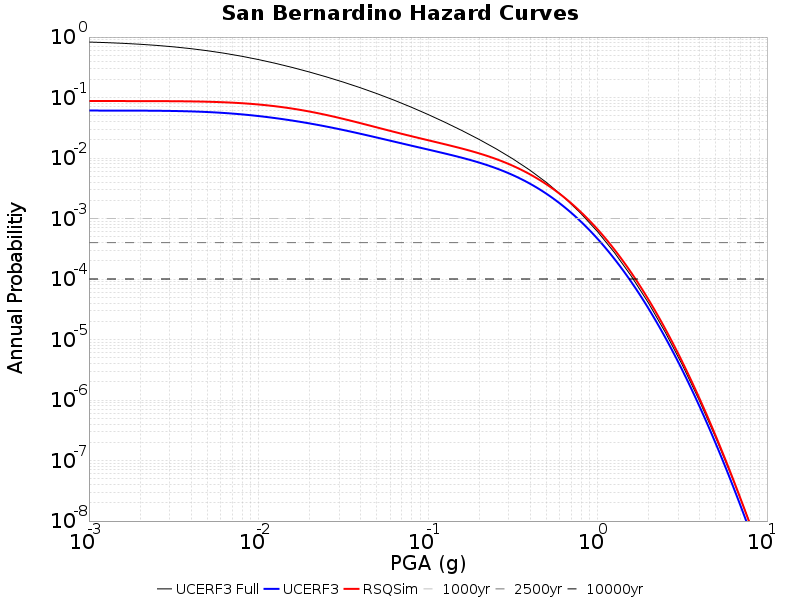 San Bernardino Hazard Curves
10^0
10^-1
10^-2
10^-3
10^-4
10^-5
10^-6
10^-7
10^-8
Annual Probabilitiy
10^-3 10^-2 10^-1 10^0 10^1
PGA (g)
UCERF3 Full UCERF3 RSQSim 1000yr 2500yr 10000yr